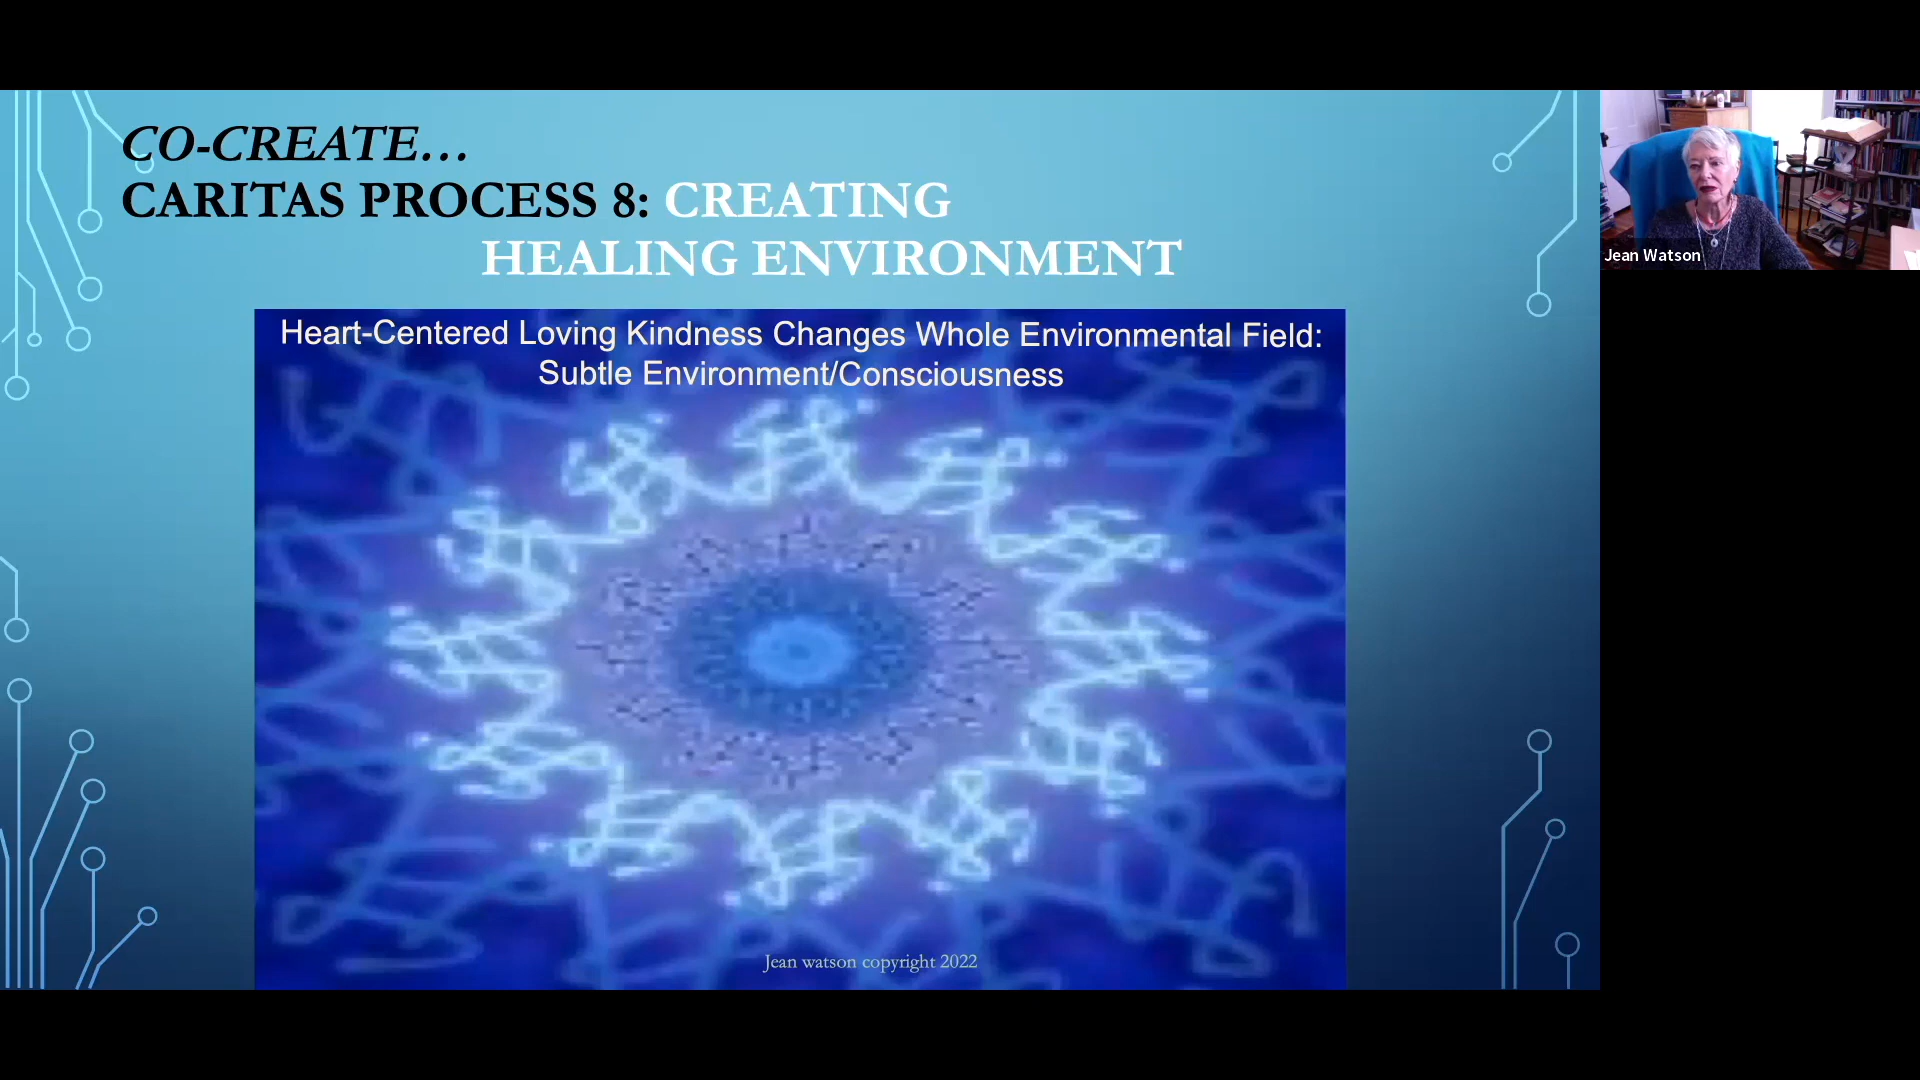 CO-CREATE…
CARITAS PROCESS 8: CREATING
HEALING ENVIRONMENT
Heart-Centered Loving Kindness Changes Whole Environmental Field:
Subtle Environment/Consciousness
Jean watson copyright 2022
Jean Watson